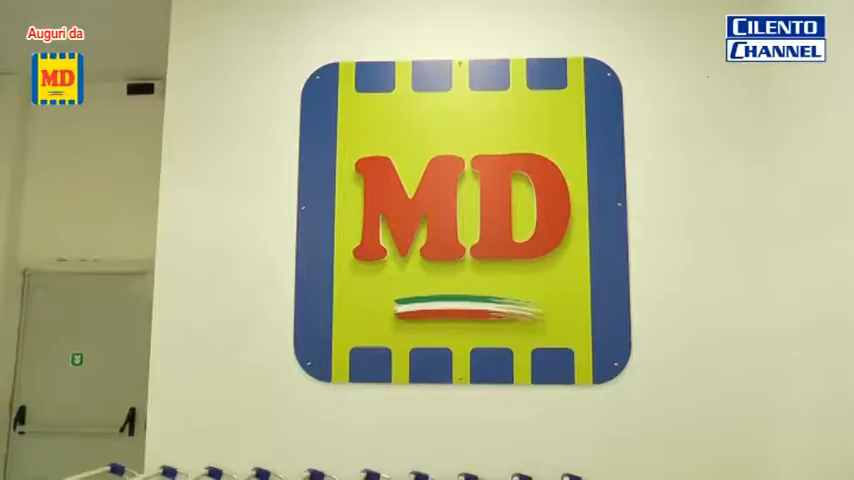 Auguri da
MD
CILENTO
CHANNEL
MD